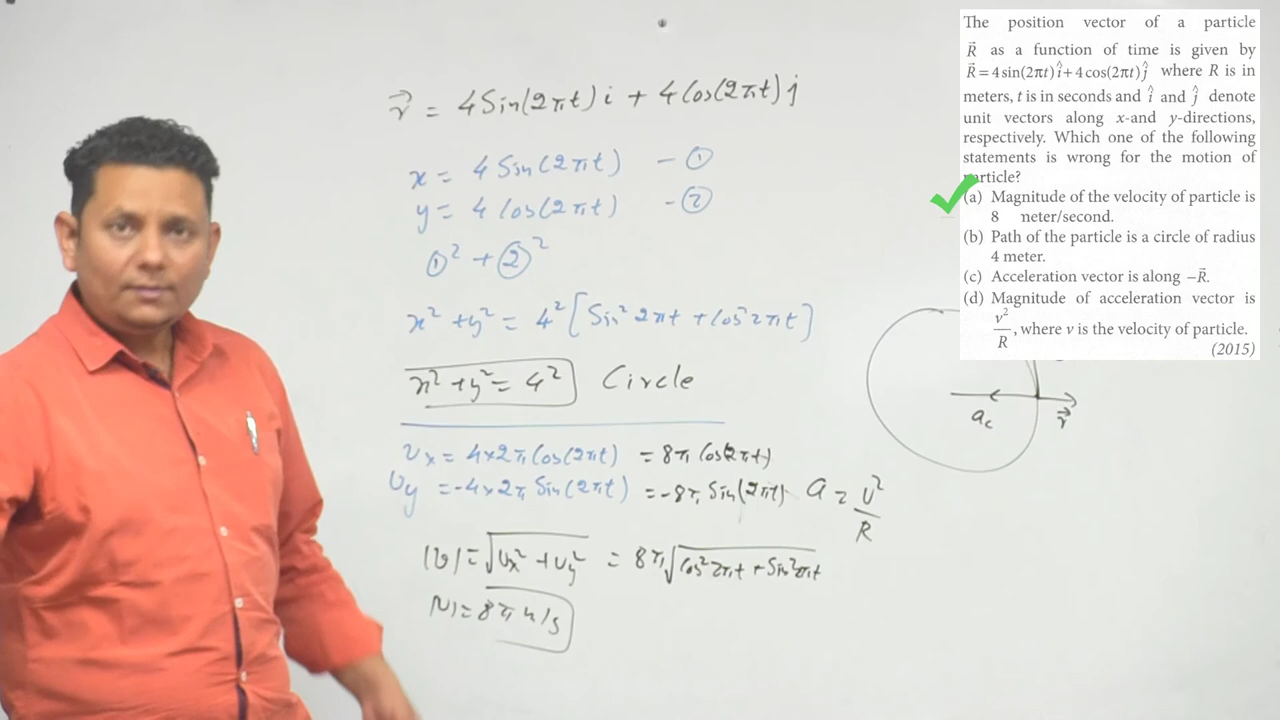 r⃗ = 4 Sin(2πt) i + 4 Cos(2πt) j
x = 4 Sin(2πt) - ①
y = 4 Cos(2πt) - ②
①² + ②²
x² + y² = 4² [Sin² 2πt + Cos² 2πt]
x² + y² = 4² Circle
vx = 4×2π Cos(2πt) = 8π Cos(2πt)
vy = -4×2π Sin(2πt) = -8π Sin(2πt)
a = v²/R
|v| = √vx² + vy² = 8π √Cos² 2πt + Sin² 2πt
|v| = 8π m/s
ac
r⃗
The position vector of a particle
R⃗ as a function of time is given by
R⃗ = 4 sin(2πt) î + 4 cos(2πt) ĵ where R is in
meters, t is in seconds and î and ĵ denote
unit vectors along x-and y-directions,
respectively. Which one of the following
statements is wrong for the motion of
particle?
(a) Magnitude of the velocity of particle is
8 neter/second.
(b) Path of the particle is a circle of radius
4 meter.
(c) Acceleration vector is along −R⃗.
(d) Magnitude of acceleration vector is
v²/R, where v is the velocity of particle.
(2015)